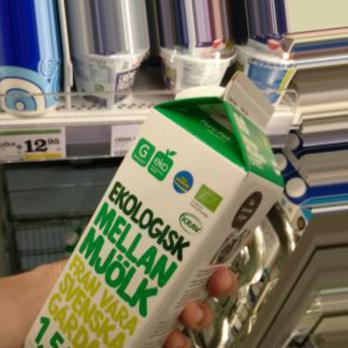 G
eko
EKOLOGISK
MELLAN
MJÖLK
FRÅN VÅRA
SVENSKA
GÅRDAR
1,5
KRAV
12 95